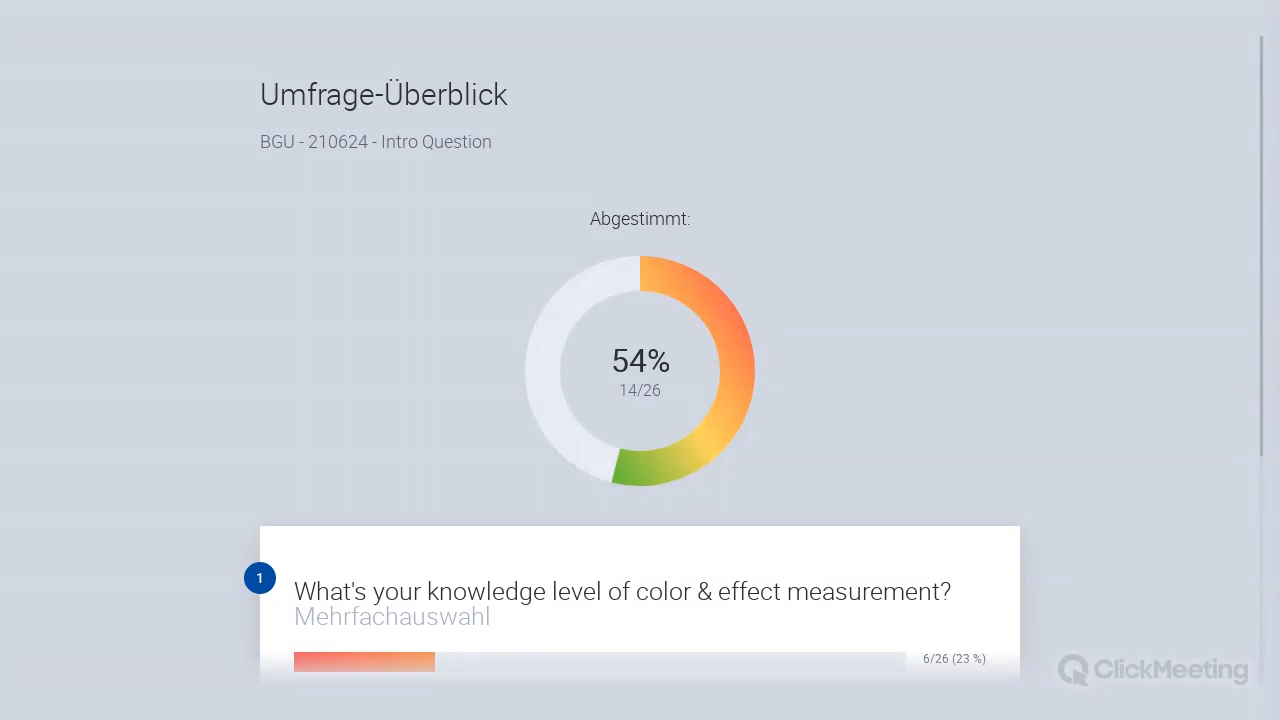 Umfrage-Überblick
BGU - 210624 - Intro Question
Abgestimmt:
54%
14/26
1
What's your knowledge level of color & effect measurement?
Mehrfachauswahl
6/26 (23 %)
ClickMeeting